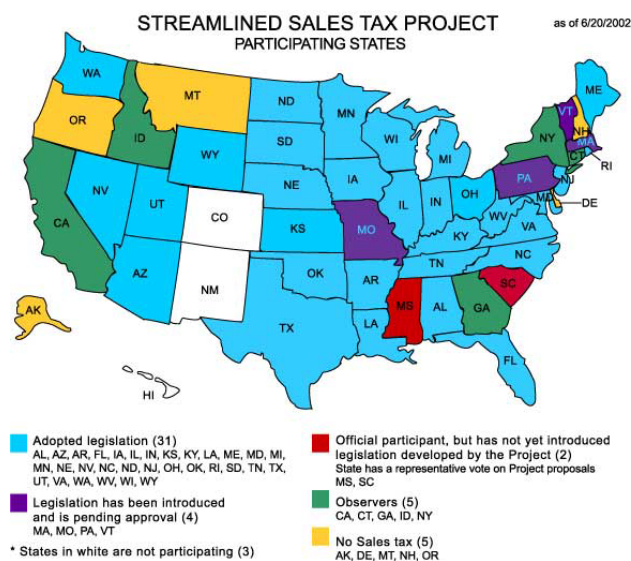 STREAMLINED SALES TAX PROJECT
as of 6/20/2002
PARTICIPATING STATES
WA
MT
ND
MN
ME
VT
OR
ID
SD
WI
MI
NY
NH
MA
WY
CT
RI
NE
IA
PA
NJ
NV
UT
CO
IL
IN
OH
MD
DE
CA
KS
MO
WV
VA
KY
NC
AZ
NM
OK
AR
TN
SC
MS
AL
GA
AK
TX
LA
FL
HI
Adopted legislation (31)
AL, AZ, AR, FL, IA, IL, IN, KS, KY, LA, ME, MD, MI,
MN, NE, NV, NC, ND, NJ, OH, OK, RI, SD, TN, TX,
UT, VA, WA, WV, WI, WY
Legislation has been introduced
and is pending approval (4)
MA, MO, PA, VT
* States in white are not participating (3)
Official participant, but has not yet introduced
legislation developed by the Project (2)
State has a representative vote on Project proposals
MS, SC
Observers (5)
CA, CT, GA, ID, NY
No Sales tax (5)
AK, DE, MT, NH, OR